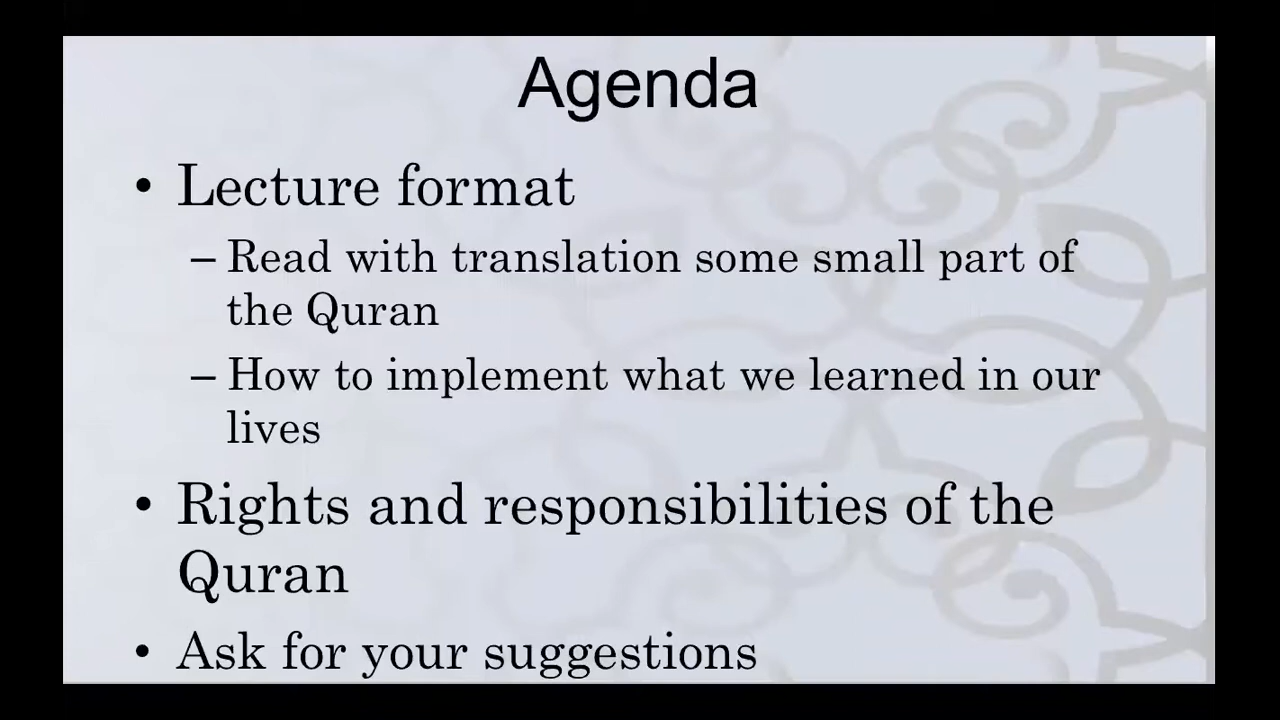 Agenda
• Lecture format
– Read with translation some small part of
the Quran
– How to implement what we learned in our
lives
• Rights and responsibilities of the
Quran
• Ask for your suggestions